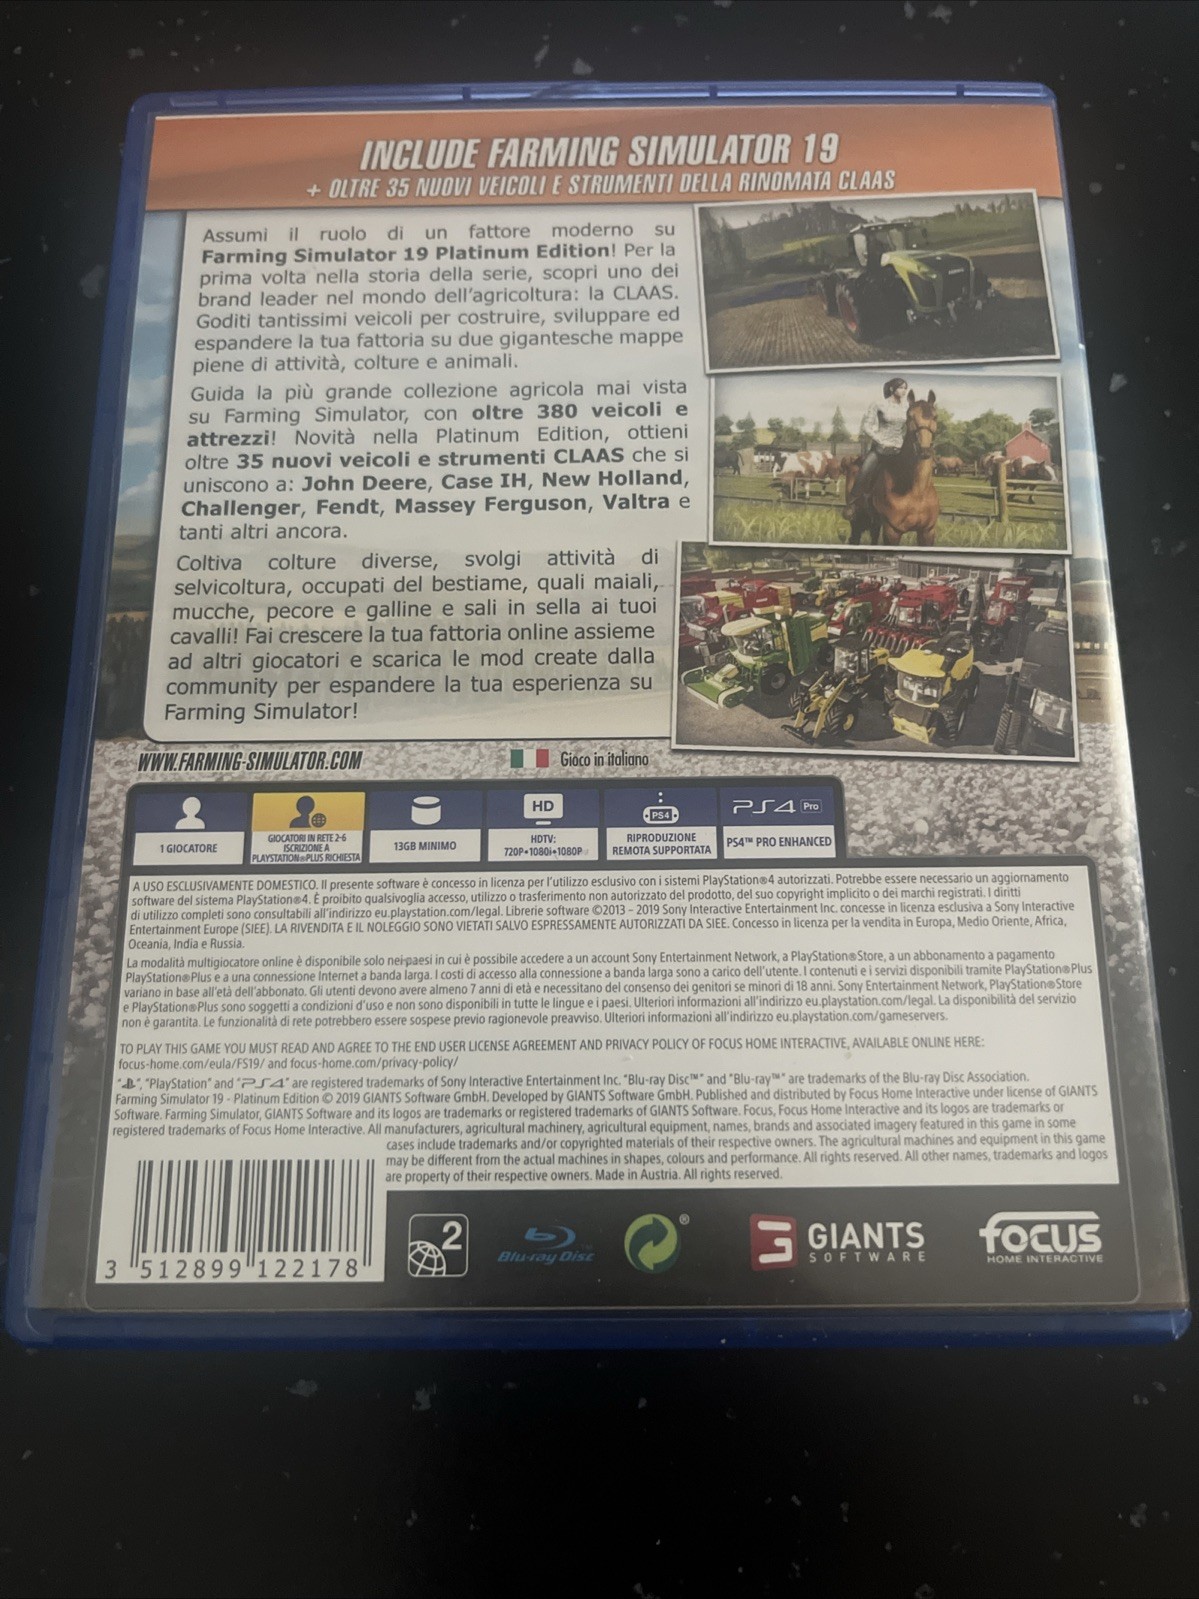 INCLUDE FARMING SIMULATOR 19
+ OLTRE 35 NUOVI VEICOLI E STRUMENTI DELLA RINOMATA CLAAS
Assumi il ruolo di un fattore moderno su
Farming Simulator 19 Platinum Edition! Per la
prima volta nella storia della serie, scopri uno dei
brand leader nel mondo dell'agricoltura: la CLAAS.
Goditi tantissimi veicoli per costruire, sviluppare ed
espandere la tua fattoria su due gigantesche mappe
piene di attività, colture e animali.
Guida la più grande collezione agricola mai vista
su Farming Simulator, con oltre 380 veicoli e
attrezzi! Novità nella Platinum Edition, ottieni
oltre 35 nuovi veicoli e strumenti CLAAS che si
uniscono a: John Deere, Case IH, New Holland,
Challenger, Fendt, Massey Ferguson, Valtra e
tanti altri ancora.
Coltiva colture diverse, svolgi attività di
selvicoltura, occupati del bestiame, quali maiali,
mucche, pecore e galline e sali in sella ai tuoi
cavalli! Fai crescere la tua fattoria online assieme
ad altri giocatori e scarica le mod create dalla
community per espandere la tua esperienza su
Farming Simulator!
WWW.FARMING-SIMULATOR.COM
Gioco in italiano
HD
PS4
PS4 Pro
1 GIOCATORE
GIOCATORI IN RETE 2-6
ISCRIZIONE A
PLAYSTATION®PLUS RICHIESTA
13GB MINIMO
HDTV:
720P•1080i•1080P
RIPRODUZIONE
REMOTA SUPPORTATA
PS4™ PRO ENHANCED
A USO ESCLUSIVAMENTE DOMESTICO. Il presente software è concesso in licenza per l'utilizzo esclusivo con i sistemi PlayStation®4 autorizzati. Potrebbe essere necessario un aggiornamento
software del sistema PlayStation®4. È proibito qualsivoglia accesso, utilizzo o trasferimento non autorizzato del prodotto, del suo copyright implicito o dei marchi registrati. I diritti
di utilizzo completi sono consultabili all'indirizzo eu.playstation.com/legal. Librerie software ©2013 – 2019 Sony Interactive Entertainment Inc. concesse in licenza esclusiva a Sony Interactive
Entertainment Europe (SIEE). LA RIVENDITA E IL NOLEGGIO SONO VIETATI SALVO ESPRESSAMENTE AUTORIZZATI DA SIEE. Concesso in licenza per la vendita in Europa, Medio Oriente, Africa,
Oceania, India e Russia.
La modalità multigiocatore online è disponibile solo nei paesi in cui è possibile accedere a un account Sony Entertainment Network, a PlayStation®Store, a un abbonamento a pagamento
PlayStation®Plus e a una connessione Internet a banda larga. I costi di accesso alla connessione a banda larga sono a carico dell'utente. I contenuti e i servizi disponibili tramite PlayStation®Plus
variano in base all'età dell'abbonato. Gli utenti devono avere almeno 7 anni di età e necessitano del consenso dei genitori se minori di 18 anni. Sony Entertainment Network, PlayStation®Store
e PlayStation®Plus sono soggetti a condizioni d'uso e non sono disponibili in tutte le lingue e i paesi. Ulteriori informazioni all'indirizzo eu.playstation.com/legal. La disponibilità del servizio
non è garantita. Le funzionalità di rete potrebbero essere sospese previo ragionevole preavviso. Ulteriori informazioni all'indirizzo eu.playstation.com/gameservers.
TO PLAY THIS GAME YOU MUST READ AND AGREE TO THE END USER LICENSE AGREEMENT AND PRIVACY POLICY OF FOCUS HOME INTERACTIVE, AVAILABLE ONLINE HERE:
focus-home.com/eula/FS19/ and focus-home.com/privacy-policy/
" ", "PlayStation" and "PS4" are registered trademarks of Sony Interactive Entertainment Inc. "Blu-ray Disc™" and "Blu-ray™" are trademarks of the Blu-ray Disc Association.
Farming Simulator 19 - Platinum Edition © 2019 GIANTS Software GmbH. Developed by GIANTS Software GmbH. Published and distributed by Focus Home Interactive under license of GIANTS
Software. Farming Simulator, GIANTS Software and its logos are trademarks or registered trademarks of GIANTS Software. Focus, Focus Home Interactive and its logos are trademarks or
registered trademarks of Focus Home Interactive. All manufacturers, agricultural machinery, agricultural equipment, names, brands and associated imagery featured in this game in some
cases include trademarks and/or copyrighted materials of their respective owners. The agricultural machines and equipment in this game
may be different from the actual machines in shapes, colours and performance. All rights reserved. All other names, trademarks and logos
are property of their respective owners. Made in Austria. All rights reserved.
3 512899 122178
2
Blu-ray Disc
®
GIANTS
SOFTWARE
FOCUS
HOME INTERACTIVE